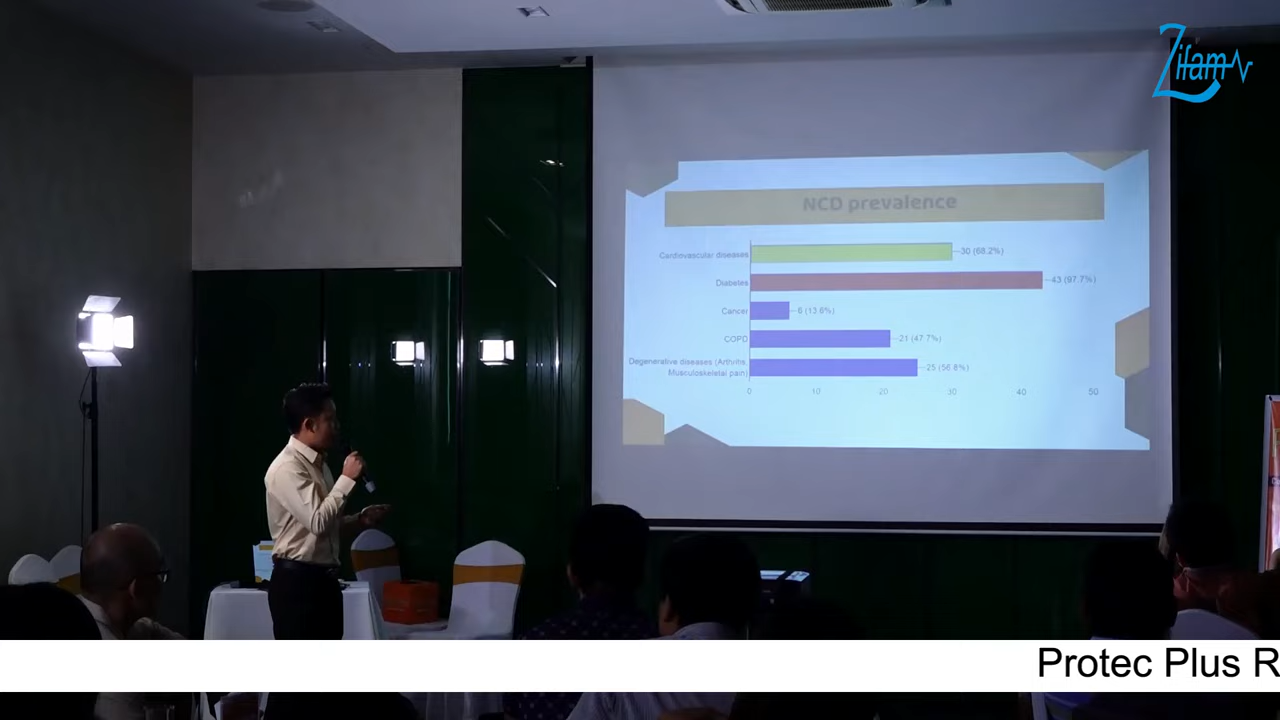 Zifam
NCD prevalence
Cardiovascular diseases
30 (68.2%)
Diabetes
43 (97.7%)
Cancer
6 (13.6%)
COPD
21 (47.7%)
Degenerative diseases (Arthritis,
Musculoskeletal pain)
25 (56.8%)
0 10 20 30 40 50
Protec Plus R